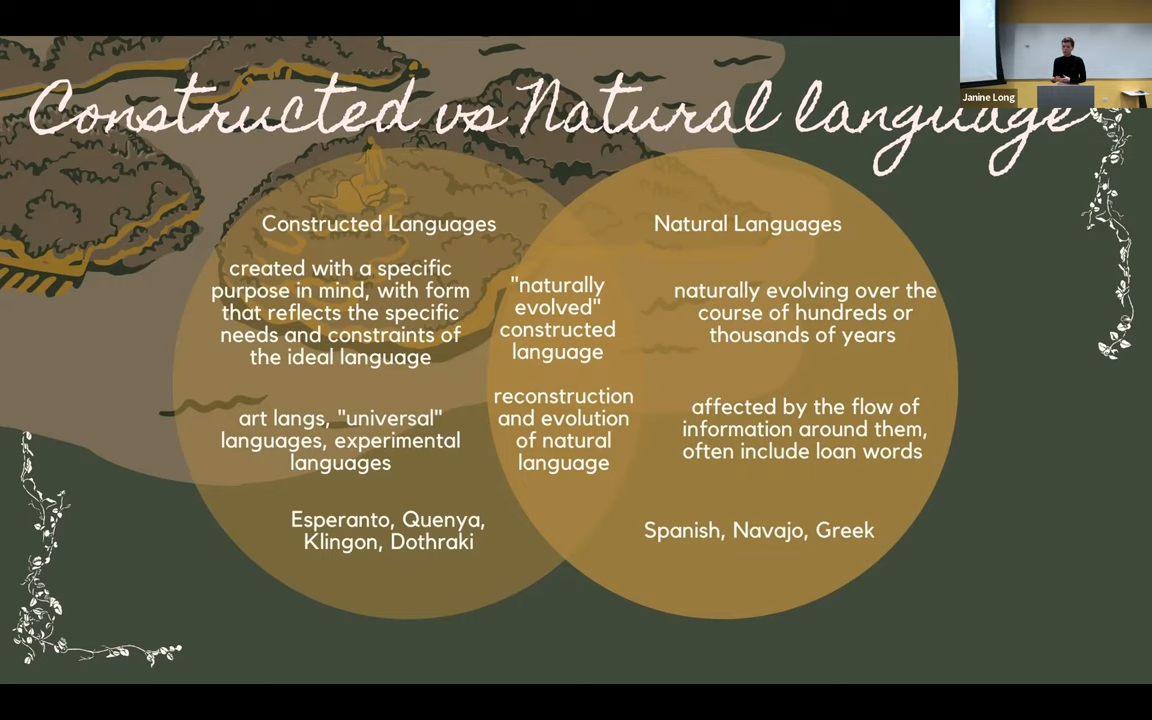 Constructed vs Natural language
Janine Long
Constructed Languages
created with a specific
purpose in mind, with form
that reflects the specific
needs and constraints of
the ideal language
art langs, "universal"
languages, experimental
languages
Esperanto, Quenya,
Klingon, Dothraki
"naturally
evolved"
constructed
language
reconstruction
and evolution
of natural
language
Natural Languages
naturally evolving over the
course of hundreds or
thousands of years
affected by the flow of
information around them,
often include loan words
Spanish, Navajo, Greek